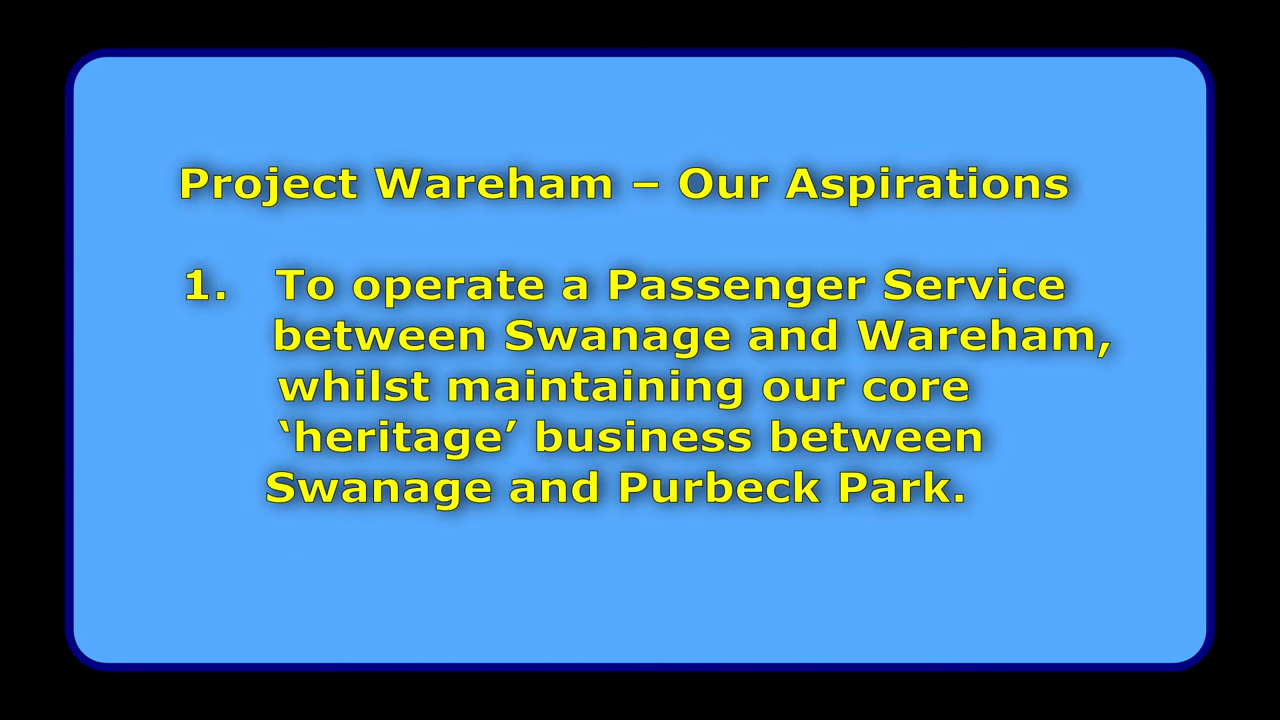 Project Wareham – Our Aspirations
1. To operate a Passenger Service
between Swanage and Wareham,
whilst maintaining our core
‘heritage’ business between
Swanage and Purbeck Park.